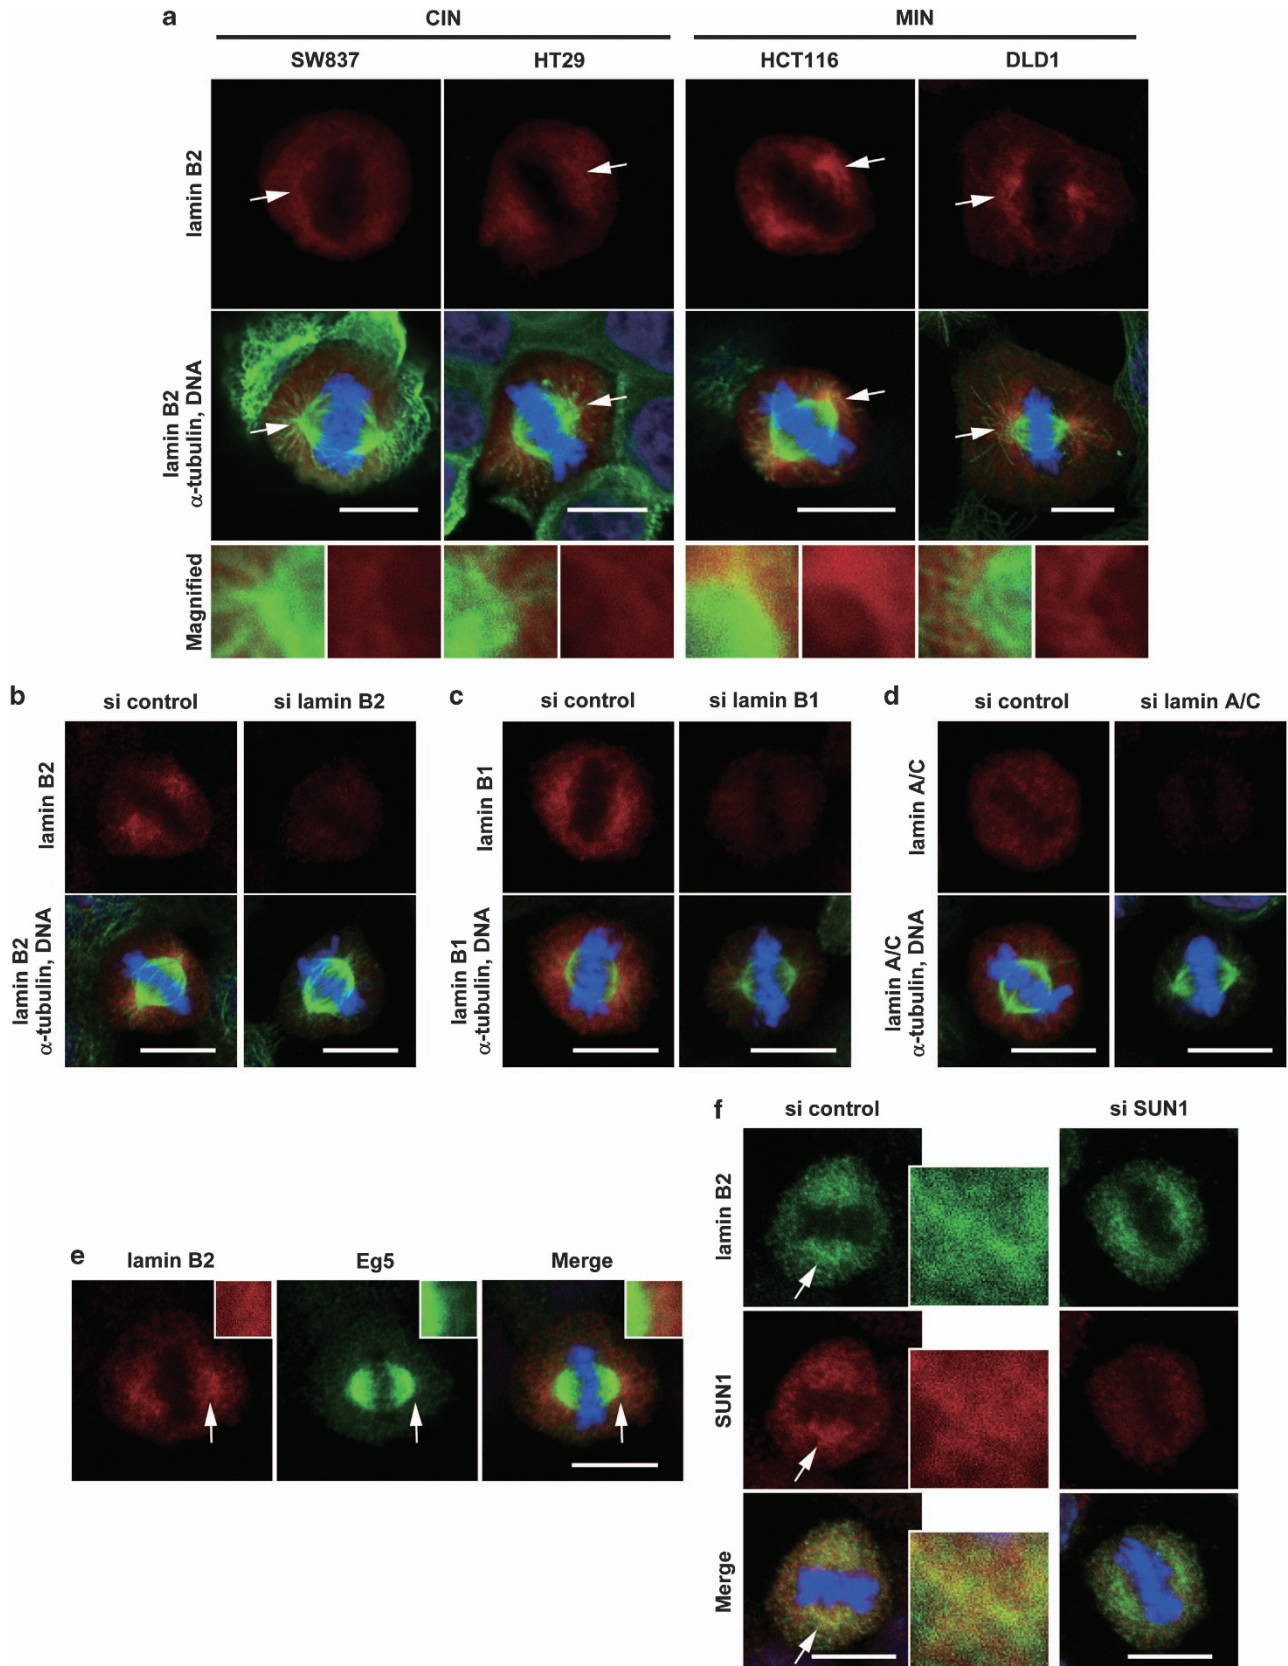 a
CIN
MIN
SW837
HT29
HCT116
DLD1
lamin B2
lamin B2
α-tubulin, DNA
Magnified
b
si control
si lamin B2
lamin B2
lamin B2
α-tubulin, DNA
c
si control
si lamin B1
lamin B1
lamin B1
α-tubulin, DNA
d
si control
si lamin A/C
lamin A/C
lamin A/C
α-tubulin, DNA
e
lamin B2
Eg5
Merge
f
si control
si SUN1
lamin B2
SUN1
Merge